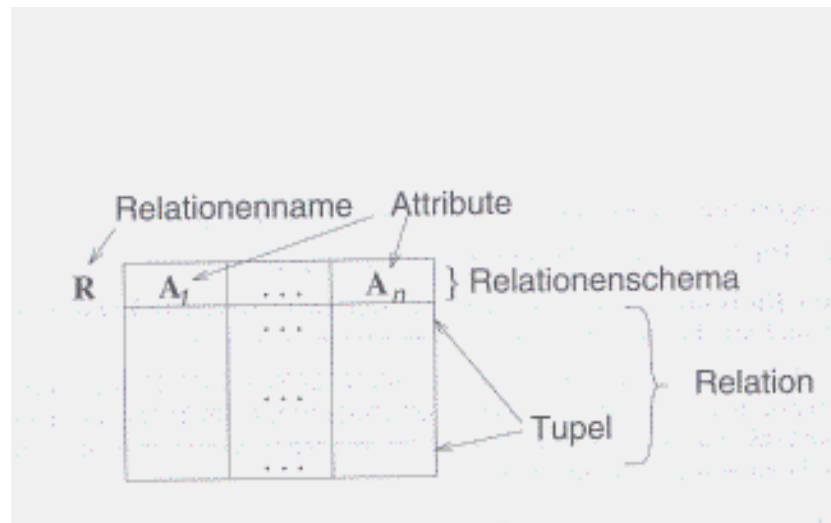 Relationenname Attribute
R A1 ... An } Relationenschema
...
... Relation
Tupel
...